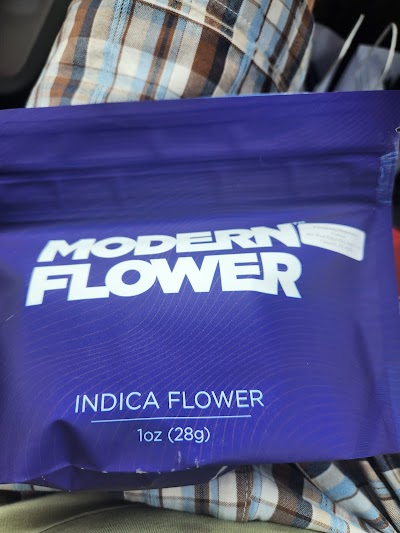 MODERN
FLOWER
INDICA FLOWER
1oz (28g)